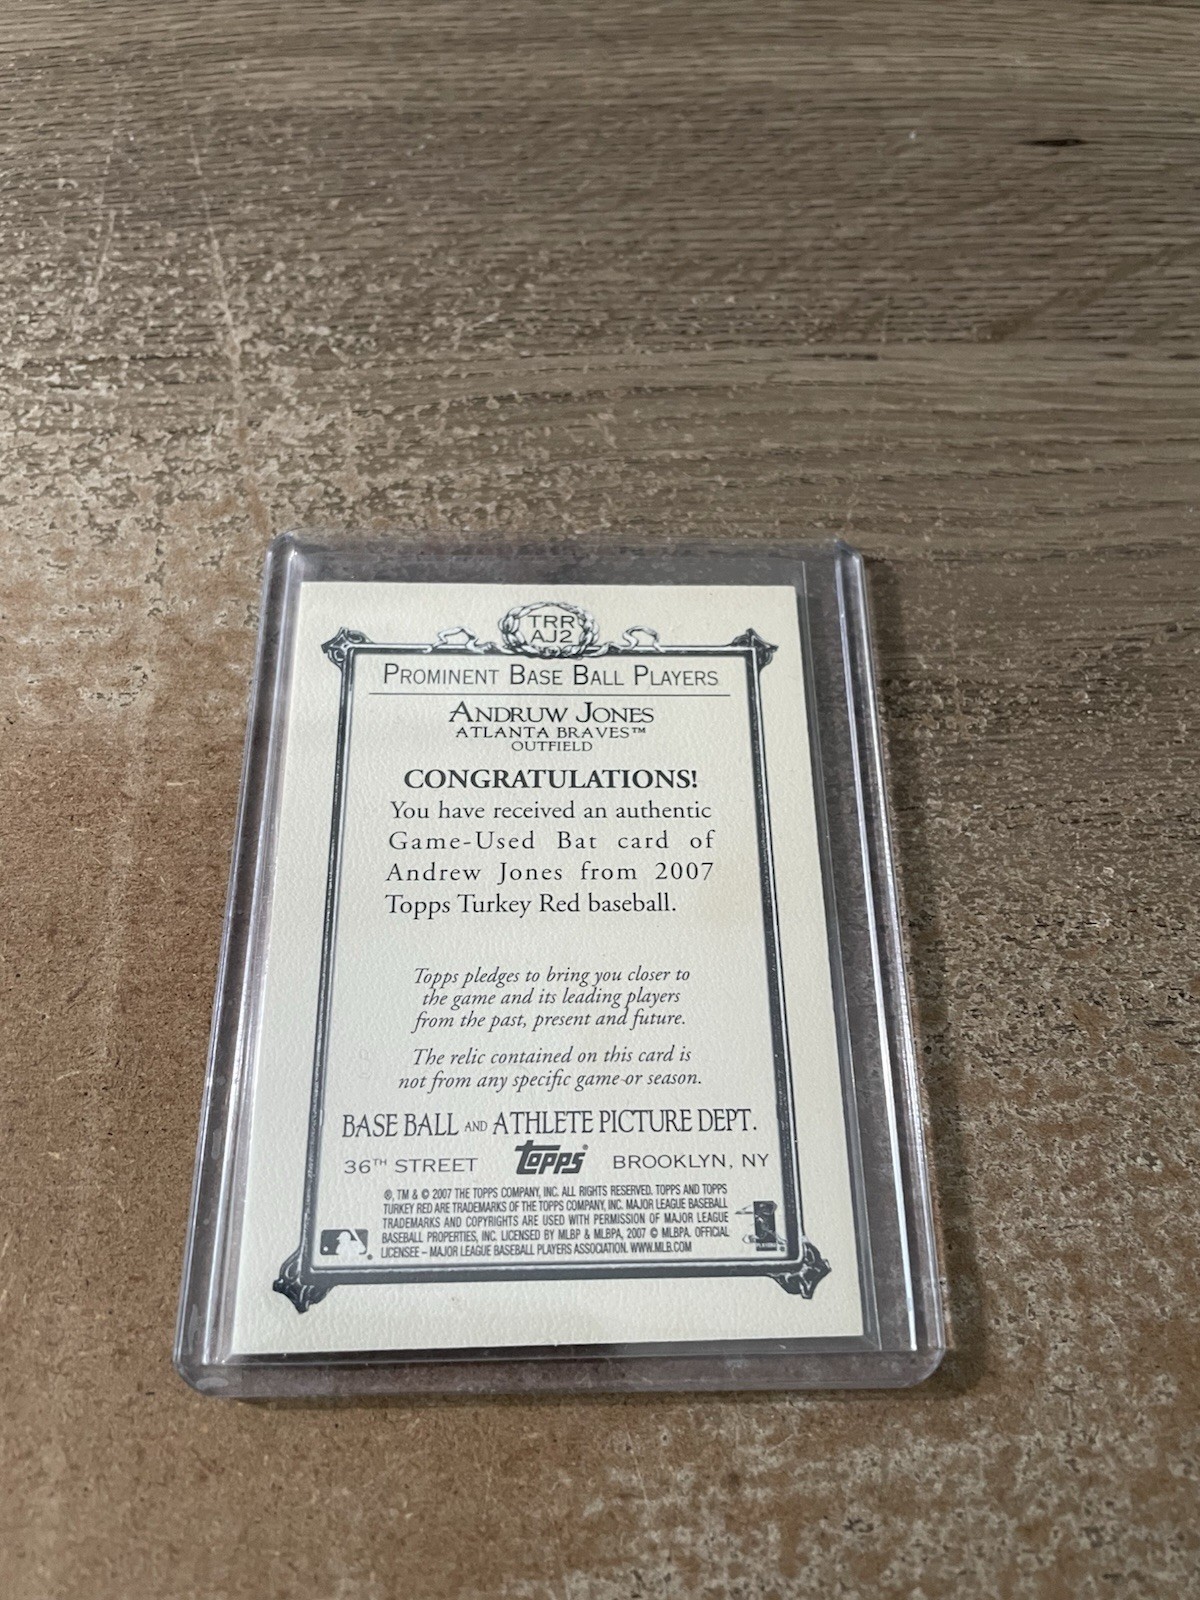 TRR
AJ2
PROMINENT BASE BALL PLAYERS
ANDRUW JONES
ATLANTA BRAVES™
OUTFIELD
CONGRATULATIONS!
You have received an authentic
Game-Used Bat card of
Andrew Jones from 2007
Topps Turkey Red baseball.
Topps pledges to bring you closer to
the game and its leading players
from the past, present and future.
The relic contained on this card is
not from any specific game or season.
BASE BALL AND ATHLETE PICTURE DEPT.
36TH STREET Topps® BROOKLYN, NY
®, TM & © 2007 THE TOPPS COMPANY, INC. ALL RIGHTS RESERVED. TOPPS AND TOPPS
TURKEY RED ARE TRADEMARKS OF THE TOPPS COMPANY, INC. MAJOR LEAGUE BASEBALL
TRADEMARKS AND COPYRIGHTS ARE USED WITH PERMISSION OF MAJOR LEAGUE
BASEBALL PROPERTIES, INC. LICENSED BY MLBP & MLBPA, 2007 © MLBPA. OFFICIAL
LICENSEE – MAJOR LEAGUE BASEBALL PLAYERS ASSOCIATION. WWW.MLB.COM